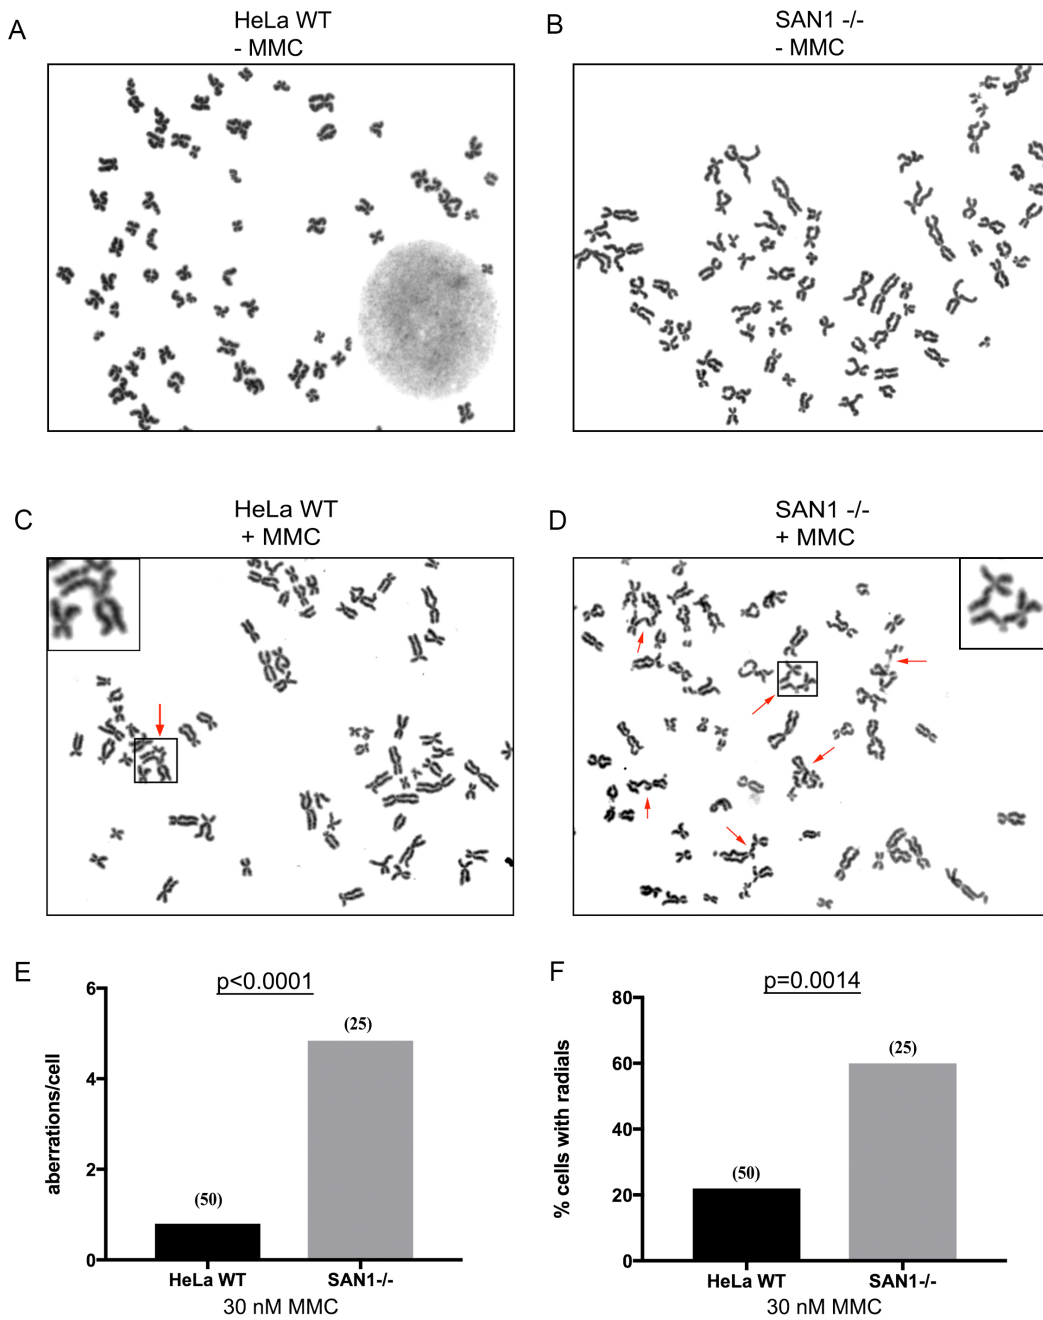 A
HeLa WT
- MMC
B
SAN1 -/-
- MMC
C
HeLa WT
+ MMC
D
SAN1 -/-
+ MMC
E
p<0.0001
6
4
2
0
aberrations/cell
(50)
(25)
HeLa WT
SAN1-/-
30 nM MMC
F
p=0.0014
80
60
40
20
0
% cells with radials
(50)
(25)
HeLa WT
SAN1-/-
30 nM MMC